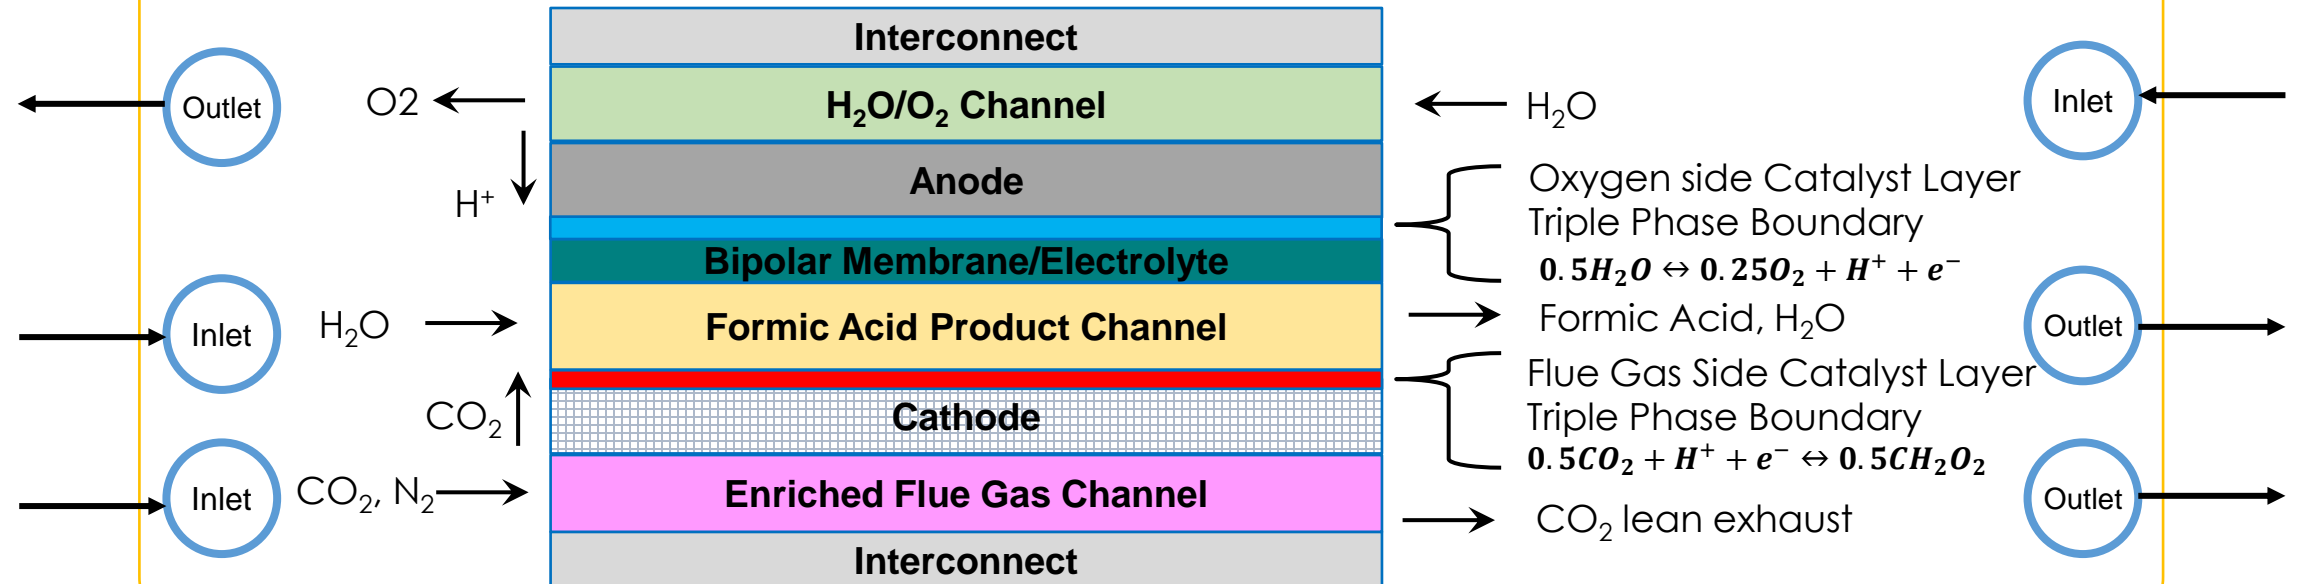 Interconnect
Outlet
O2
H₂O/O₂ Channel
H₂O
Inlet
H⁺
Anode
Oxygen side Catalyst Layer
Triple Phase Boundary
0.5H₂O ↔ 0.25O₂ + H⁺ + e⁻
Bipolar Membrane/Electrolyte
Inlet
H₂O
Formic Acid Product Channel
Formic Acid, H₂O
Outlet
CO₂
Cathode
Flue Gas Side Catalyst Layer
Triple Phase Boundary
0.5CO₂ + H⁺ + e⁻ ↔ 0.5CH₂O₂
Inlet
CO₂, N₂
Enriched Flue Gas Channel
CO₂ lean exhaust
Outlet
Interconnect